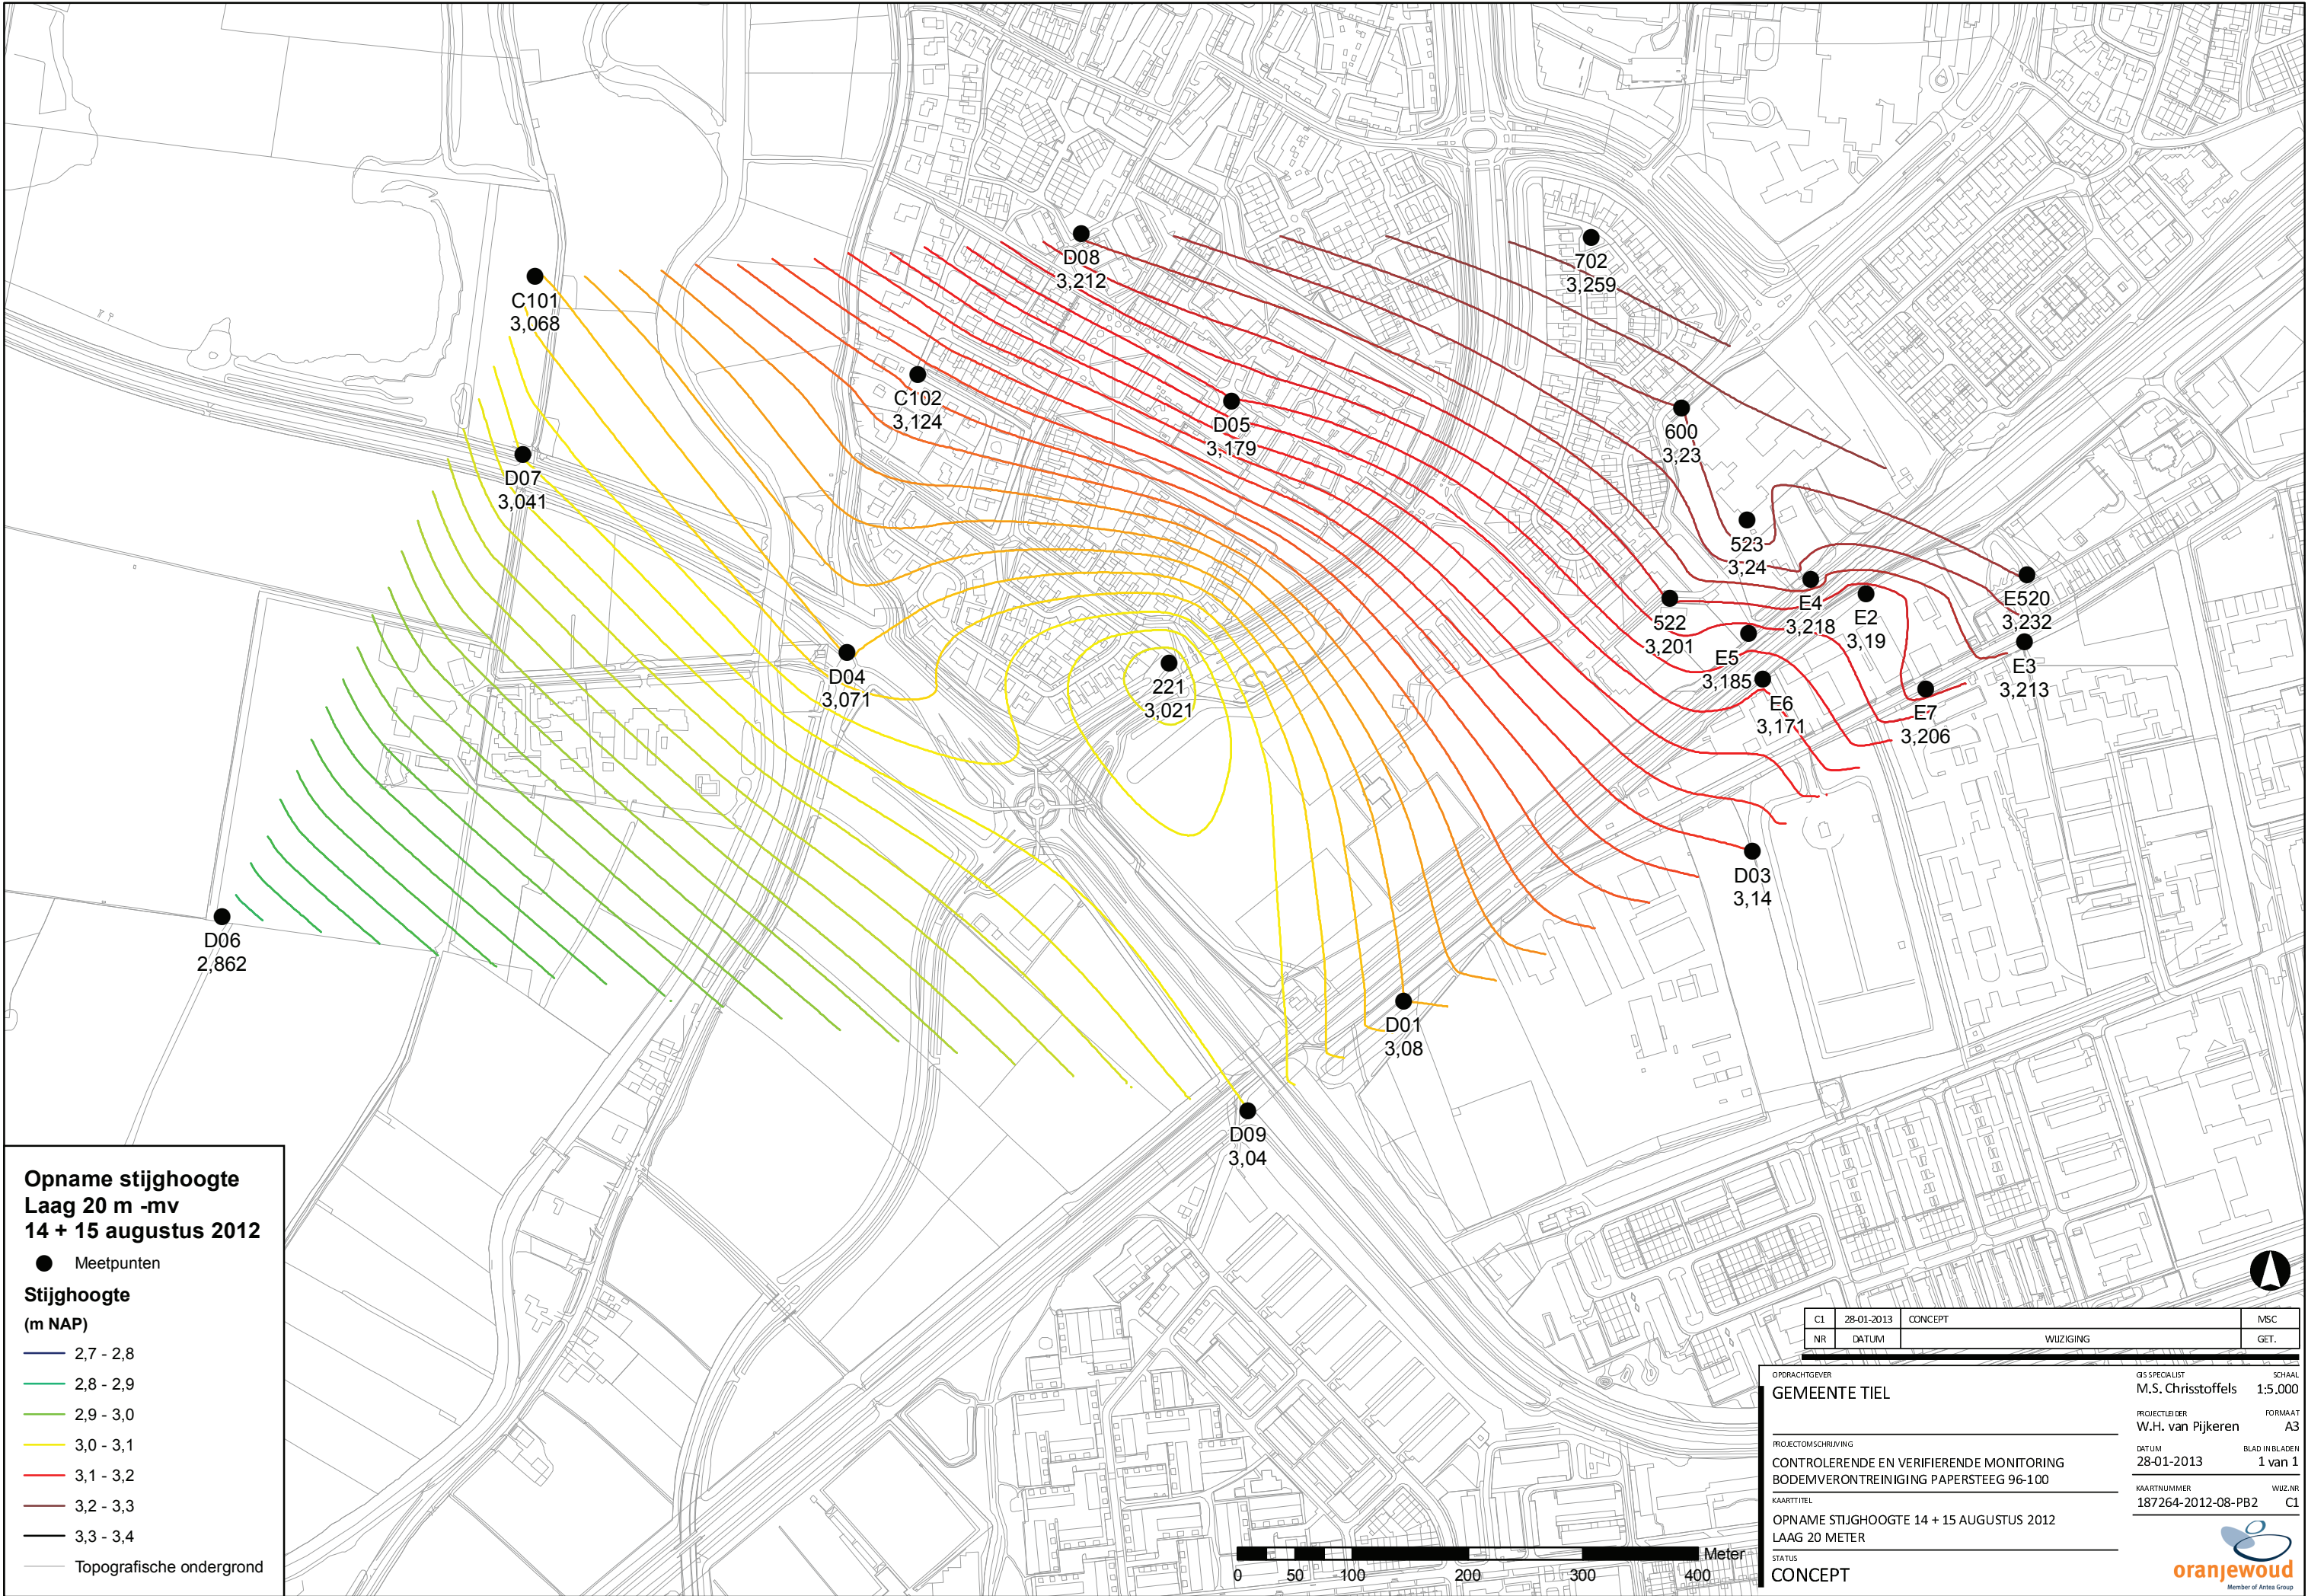 D08
3,212
702
3,259
C101
3,068
C102
3,124
D05
3,179
600
3,23
D07
3,041
523
3,24
E4
3,218
E2
3,19
E520
3,232
522
3,201
E5
3,185
E3
3,213
D04
3,071
221
3,021
E6
3,171
E7
3,206
D03
3,14
D06
2,862
D01
3,08
D09
3,04
Opname stijghoogte
Laag 20 m -mv
14 + 15 augustus 2012
Meetpunten
Stijghoogte
(m NAP)
2,7 - 2,8
2,8 - 2,9
2,9 - 3,0
3,0 - 3,1
3,1 - 3,2
3,2 - 3,3
3,3 - 3,4
Topografische ondergrond
0 50 100 200 300 400 Meter
C1 28-01-2013 CONCEPT MSC
NR DATUM WIJZIGING GET.
OPDRACHTGEVER
GEMEENTE TIEL
PROJECTOMSCHRIJVING
CONTROLERENDE EN VERIFIERENDE MONITORING
BODEMVERONTREINIGING PAPERSTEEG 96-100
KAARTTITEL
OPNAME STIJGHOOGTE 14 + 15 AUGUSTUS 2012
LAAG 20 METER
STATUS
CONCEPT
GIS SPECIALIST SCHAAL
M.S. Chrisstoffels 1:5.000
PROJECTLEIDER FORMAAT
W.H. van Pijkeren A3
DATUM BLAD IN BLADEN
28-01-2013 1 van 1
KAARTNUMMER WIJZ.NR
187264-2012-08-PB2 C1
oranjewoud
Member of Antea Group